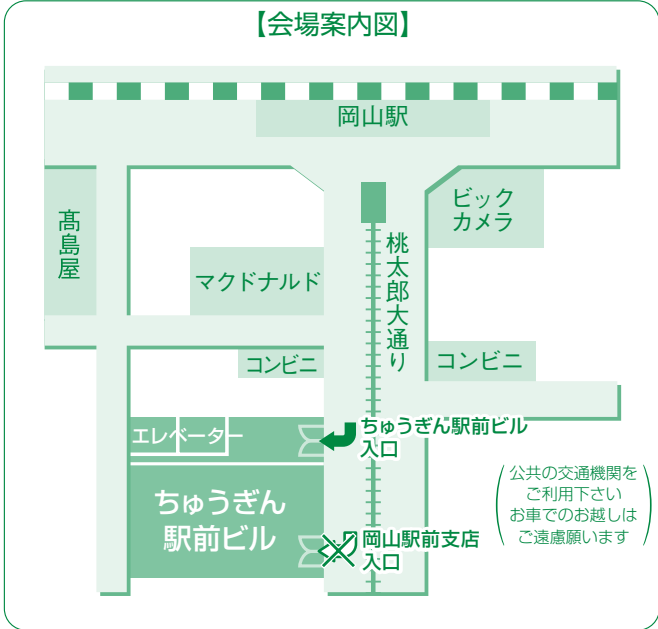 【会場案内図】
岡山駅
髙島屋
ビック
カメラ
桃太郎大通り
マクドナルド
コンビニ
コンビニ
エレベーター
ちゅうぎん駅前ビル
入口
ちゅうぎん
駅前ビル
岡山駅前支店
入口
公共の交通機関を
ご利用下さい
お車でのお越しは
ご遠慮願います